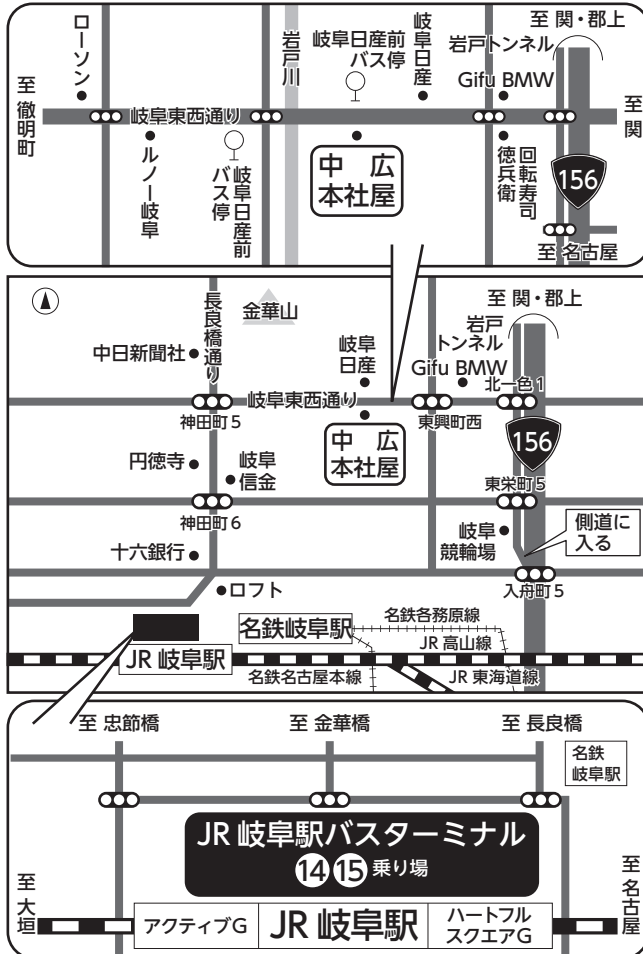 至 関・郡上
ローソン
岩戸川
岐阜日産前
バス停
岐阜日産
岩戸トンネル
Gifu BMW
至 徹明町
岐阜東西通り
至 関
ルノー岐阜
岐阜日産前
バス停
中 広
本社屋
回転寿司
徳兵衛
156
至 名古屋
長良橋通り
金華山
至 関・郡上
岩戸
トンネル
中日新聞社
岐阜
日産
Gifu BMW
北一色1
岐阜東西通り
神田町5
東興町西
中 広
本社屋
156
円徳寺
岐阜
信金
東栄町5
神田町6
側道に
入る
十六銀行
岐阜
競輪場
ロフト
入舟町5
名鉄岐阜駅
名鉄各務原線
JR 岐阜駅
JR 高山線
名鉄名古屋本線
JR 東海道線
至 忠節橋
至 金華橋
至 長良橋
名鉄
岐阜駅
JR 岐阜駅バスターミナル
14 15 乗り場
至 大垣
至 名古屋
アクティブG
JR 岐阜駅
ハートフル
スクエアG